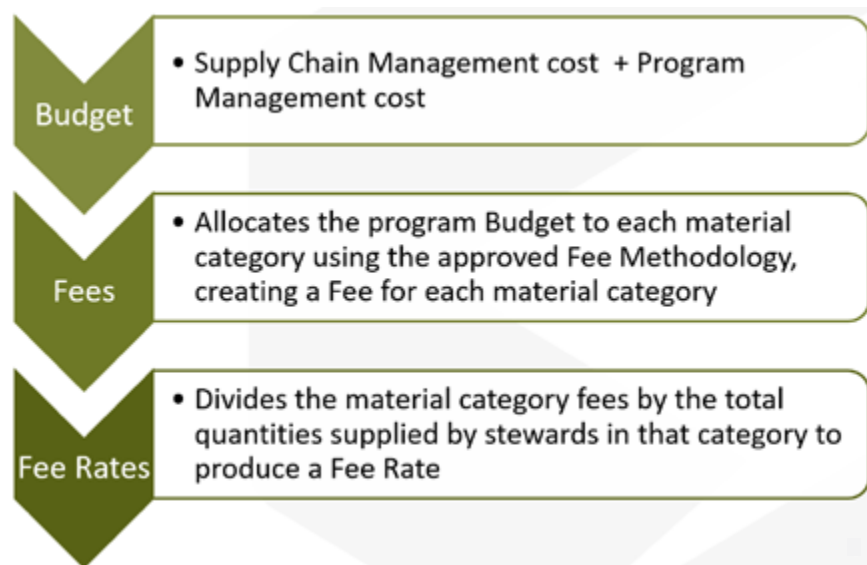 Budget
• Supply Chain Management cost + Program
Management cost
Fees
• Allocates the program Budget to each material
category using the approved Fee Methodology,
creating a Fee for each material category
Fee Rates
• Divides the material category fees by the total
quantities supplied by stewards in that category to
produce a Fee Rate